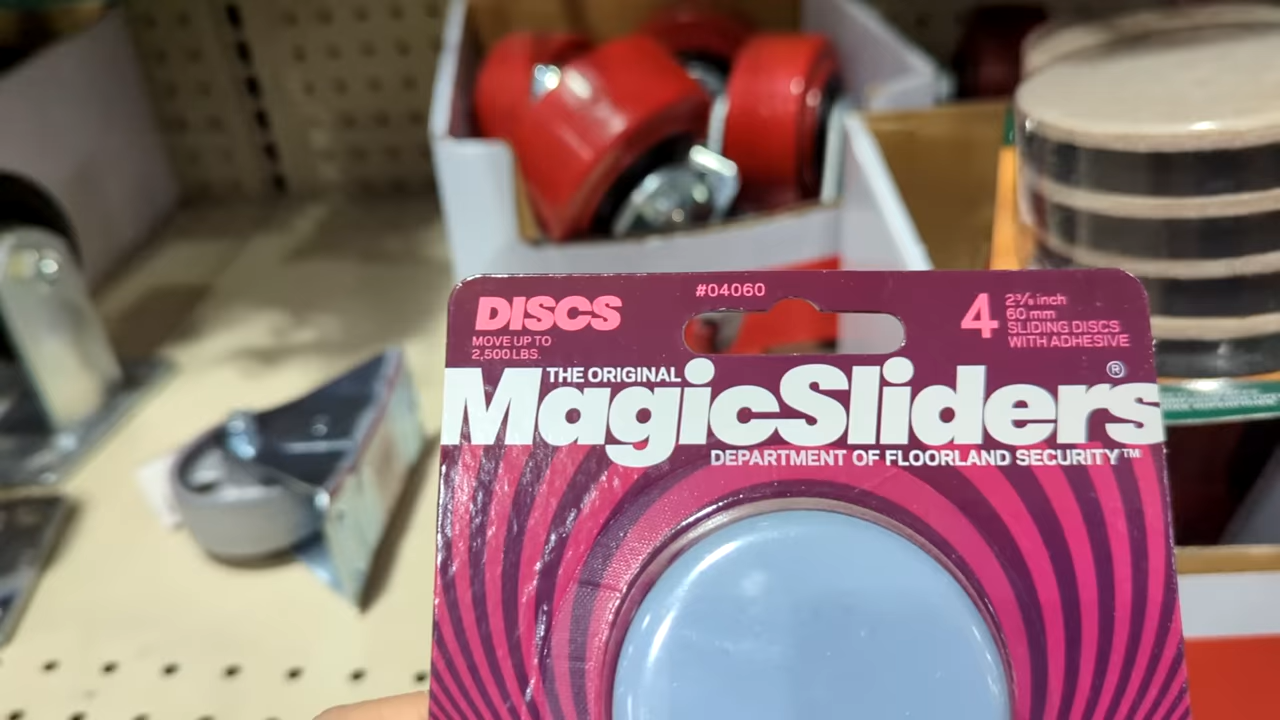 #04060
DISCS
MOVE UP TO
2,500 LBS.
4
2⅜ inch
60 mm
SLIDING DISCS
WITH ADHESIVE
THE ORIGINAL
MagicSliders®
DEPARTMENT OF FLOORLAND SECURITY™